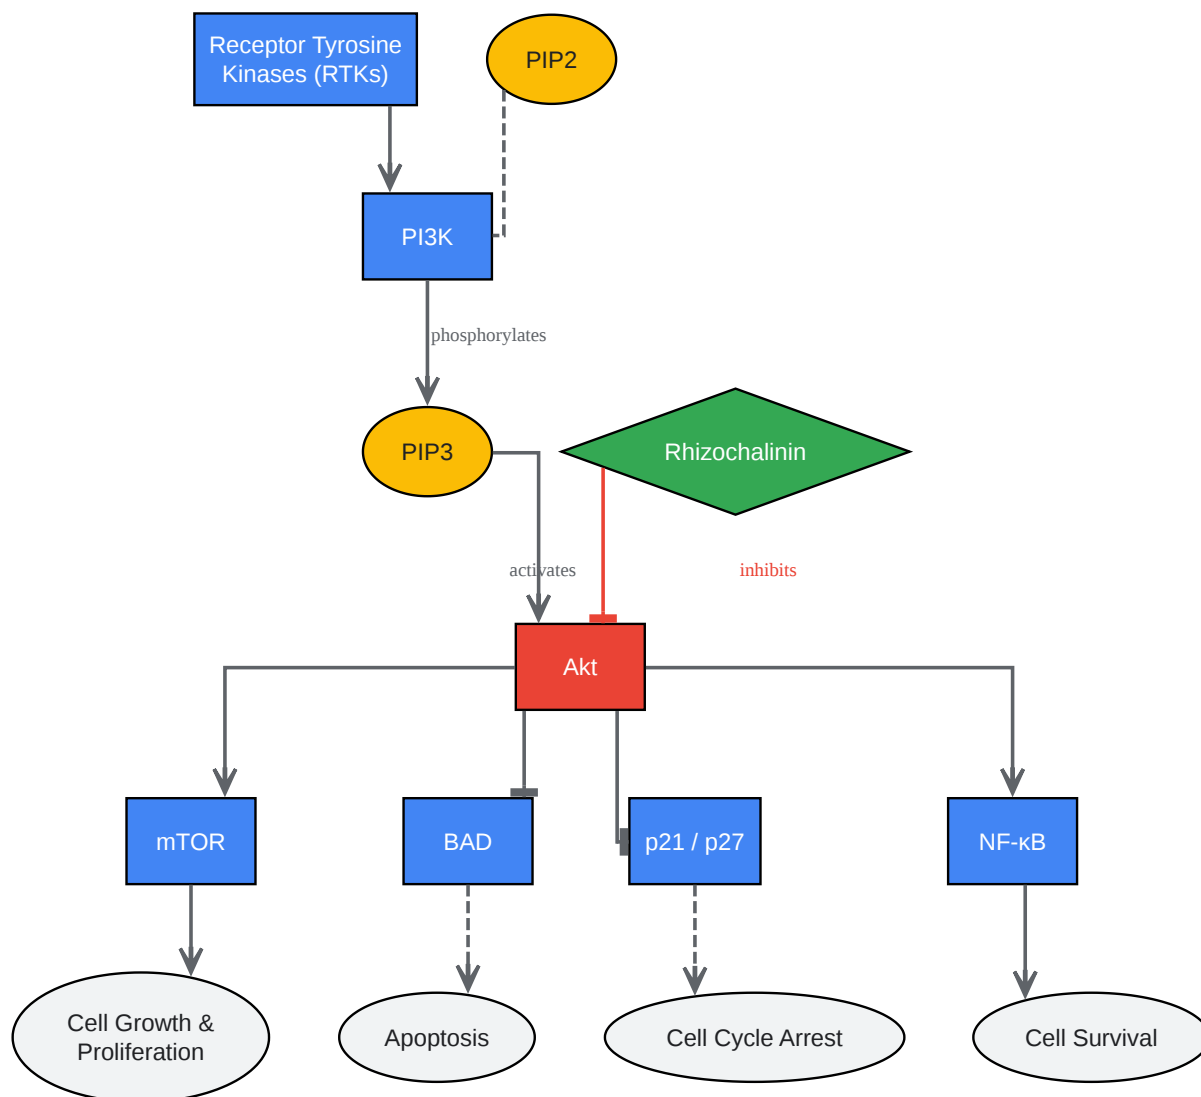 Receptor Tyrosine
Kinases (RTKs)
PIP2
PI3K
phosphorylates
PIP3
Rhizochalinin
activates
inhibits
Akt
mTOR
BAD
p21 / p27
NF-κB
Cell Growth &
Proliferation
Apoptosis
Cell Cycle Arrest
Cell Survival